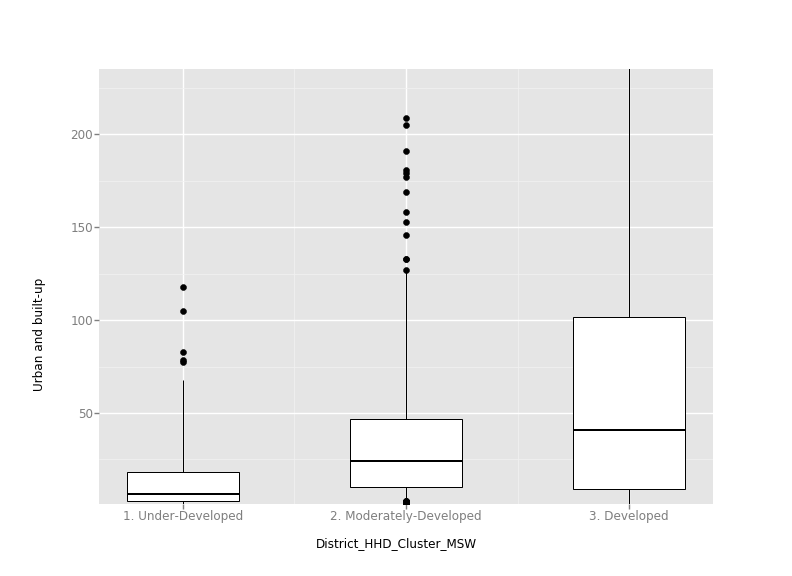 200
150
100
50
Urban and built-up
1. Under-Developed
2. Moderately-Developed
3. Developed
District_HHD_Cluster_MSW